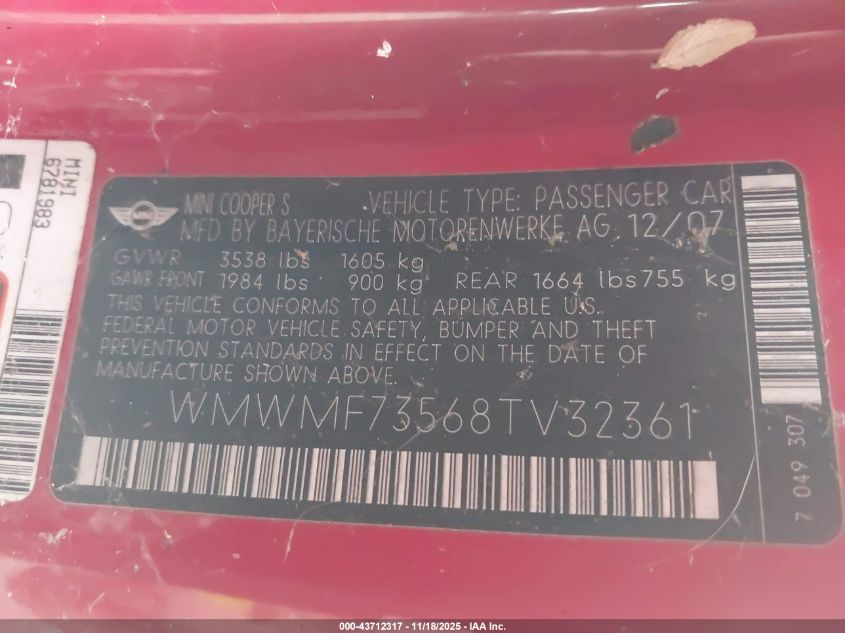 MINI
6781983
MINI COOPER S VEHICLE TYPE: PASSENGER CAR
MFD BY BAYERISCHE MOTORENWERKE AG 12/07
GVWR 3538 lbs 1605 kg
GAWR FRONT 1984 lbs 900 kg REAR 1664 lbs 755 kg
THIS VEHICLE CONFORMS TO ALL APPLICABLE U.S.
FEDERAL MOTOR VEHICLE SAFETY, BUMPER AND THEFT
PREVENTION STANDARDS IN EFFECT ON THE DATE OF
MANUFACTURE SHOWN ABOVE.
WMWMF73568TV32361
7 049 307
000-43712317 - 11/18/2025 - IAA Inc.